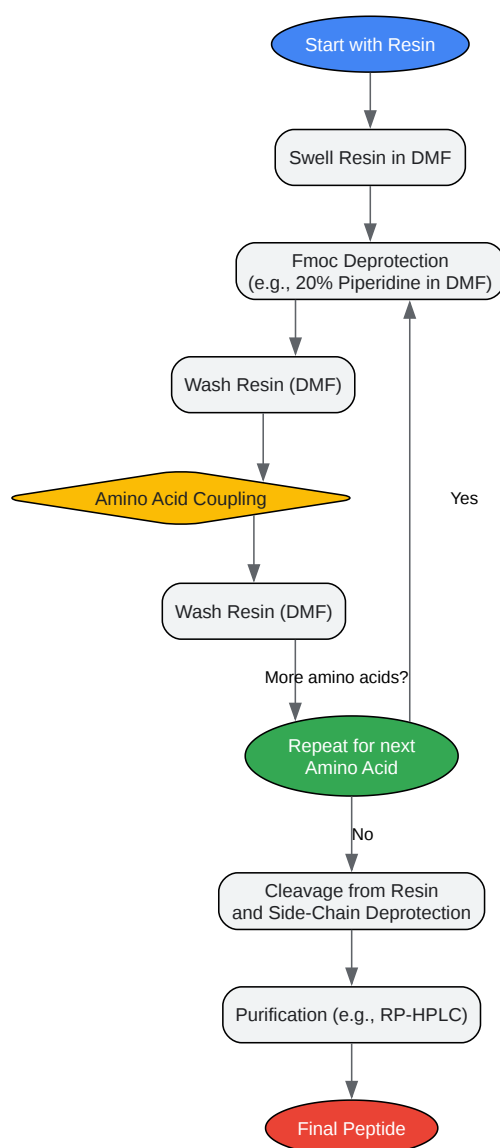 Start with Resin
Swell Resin in DMF
Fmoc Deprotection
(e.g., 20% Piperidine in DMF)
Wash Resin (DMF)
Amino Acid Coupling
Yes
Wash Resin (DMF)
More amino acids?
Repeat for next
Amino Acid
No
Cleavage from Resin
and Side-Chain Deprotection
Purification (e.g., RP-HPLC)
Final Peptide